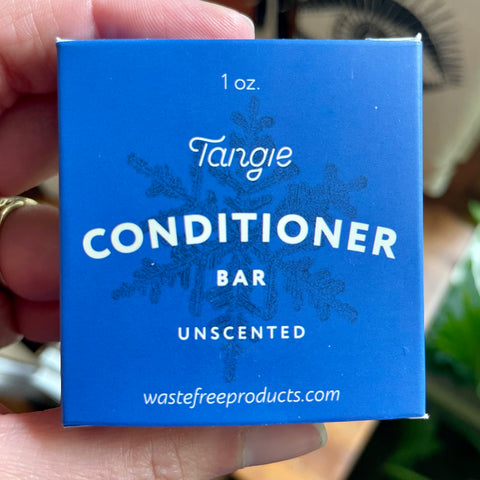 1 oz.
Tangie
CONDITIONER
BAR
UNSCENTED
wastefreeproducts.com